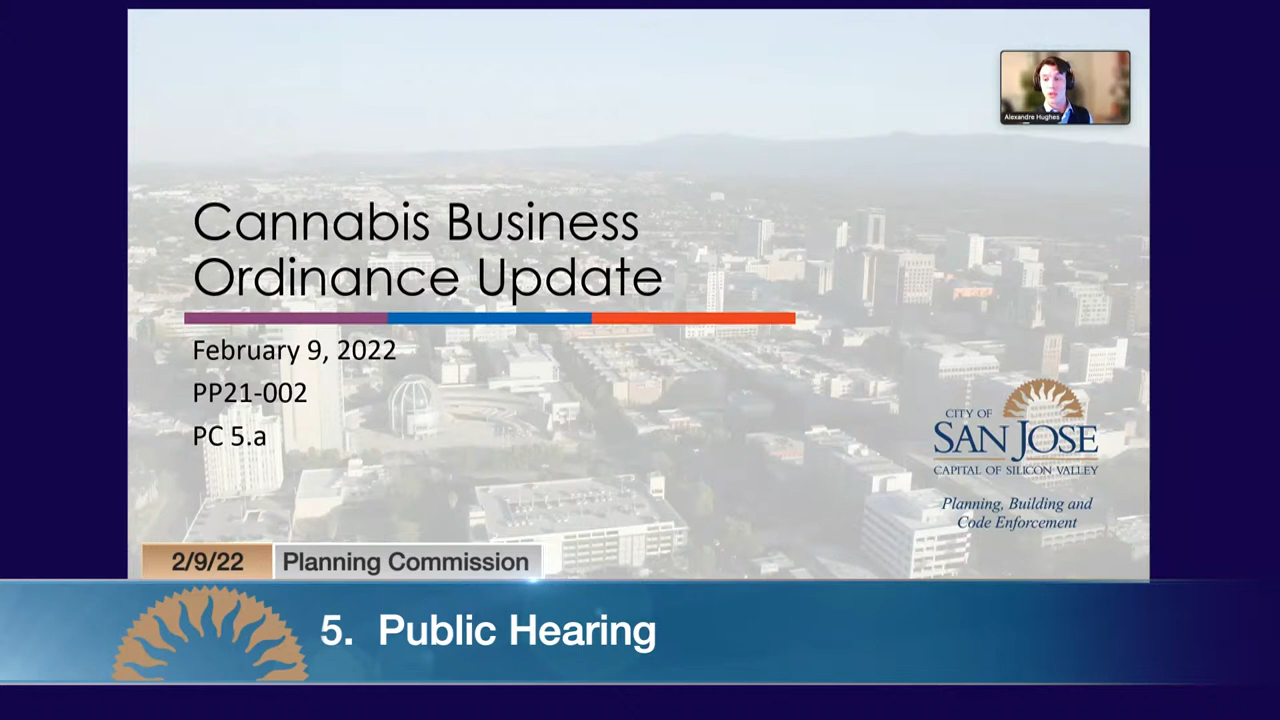 Alexandre Hughes
Cannabis Business
Ordinance Update
February 9, 2022
PP21-002
PC 5.a
CITY OF
SAN JOSE
CAPITAL OF SILICON VALLEY
Planning, Building and
Code Enforcement
2/9/22
Planning Commission
5. Public Hearing